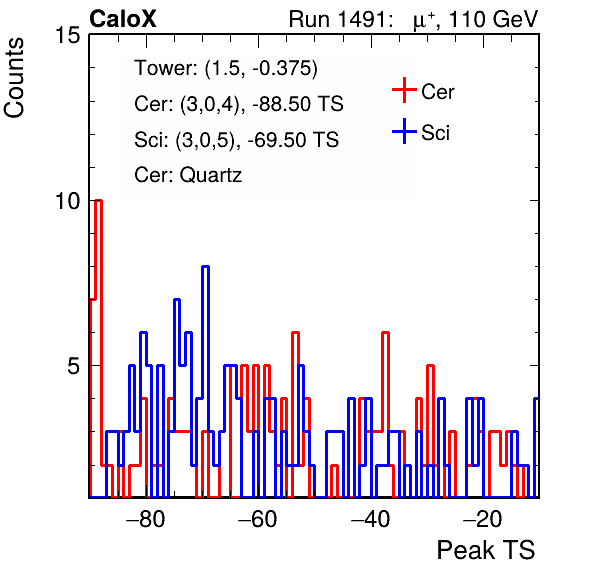 CaloX Run 1491: μ⁺, 110 GeV
Counts
15
10
5
Tower: (1.5, -0.375)
Cer: (3,0,4), -88.50 TS
Sci: (3,0,5), -69.50 TS
Cer: Quartz
Cer
Sci
−80 −60 −40 −20
Peak TS